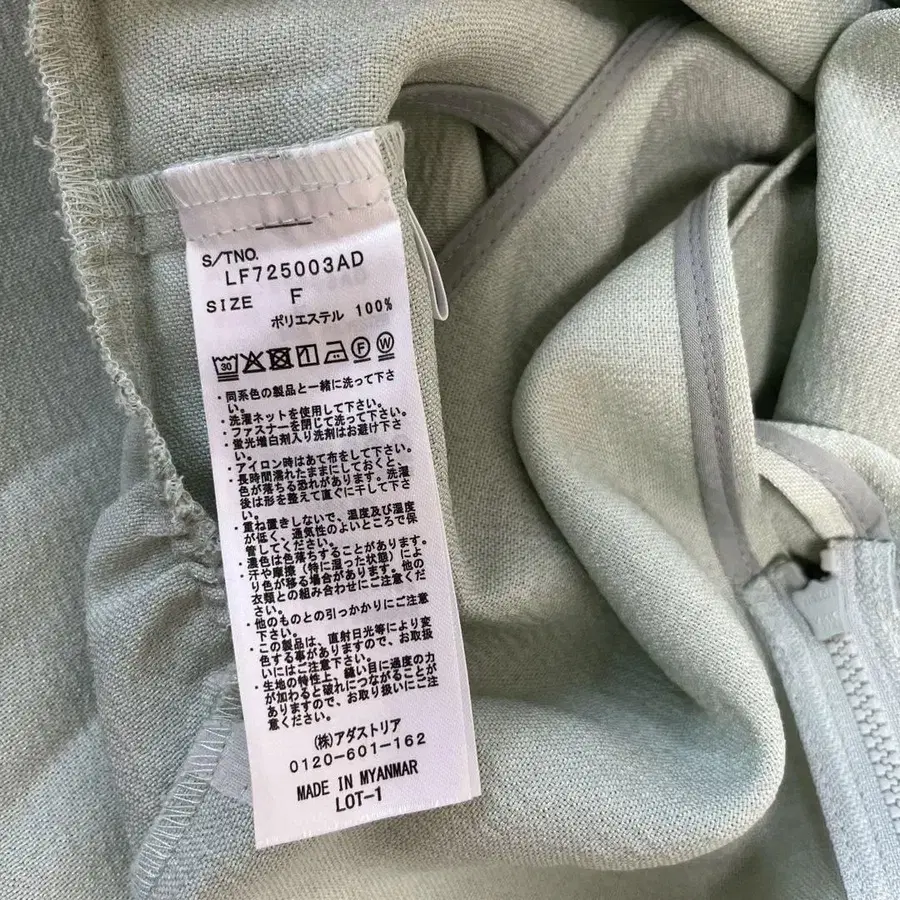 S/TNO.
LF725003AD
SIZE F
ポリエステル 100%
30 F W
・同系色の製品と一緒に洗って下さ
い。
・洗濯ネットを使用して下さい。
・ファスナーを閉じて洗って下さい。
・蛍光増白剤入り洗剤はお避け下さ
い。
・アイロン時はあて布をして下さい。
・長時間濡れたままにしておくと、
色が落ちる恐れがあります。洗濯
後は形を整えて直ぐに干して下さ
い。
・重ね置きしないで、温度及び湿度
が低く、通気性のよいところで保
管してください。
・濃色は色落ちすることがあります。
・汗や摩擦（特に湿った状態）によ
り色が移る場合があります。他の
衣類との組み合わせにご注意くだ
さい。
・他のものとの引っかかりにご注意
下さい。
・この製品は、直射日光等により変
色する事がありますので、お取扱
いにはご注意下さい。
・生地の特性上、縫い目に過度の力
が加わると破れにつながることが
ありますので、お取り扱いにご注
意ください。
(株)アダストリア
0120-601-162
MADE IN MYANMAR
LOT-1